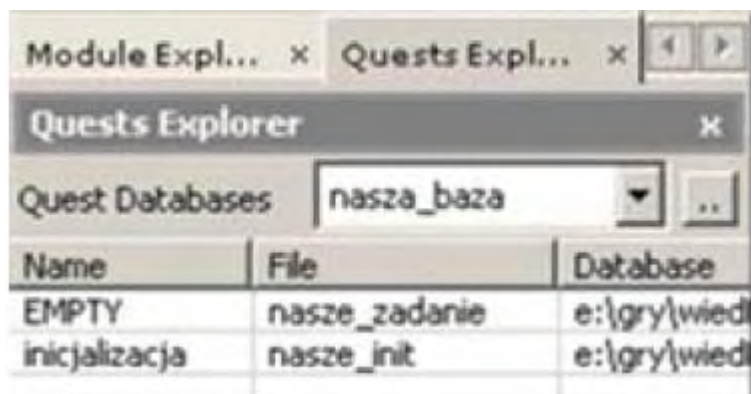 Module Expl... × Quests Expl... ×
Quests Explorer ×
Quest Databases nasza_baza ..
Name File Database
EMPTY nasze_zadanie e:\gry\wied
inicjalizacja nasze_init e:\gry\wied